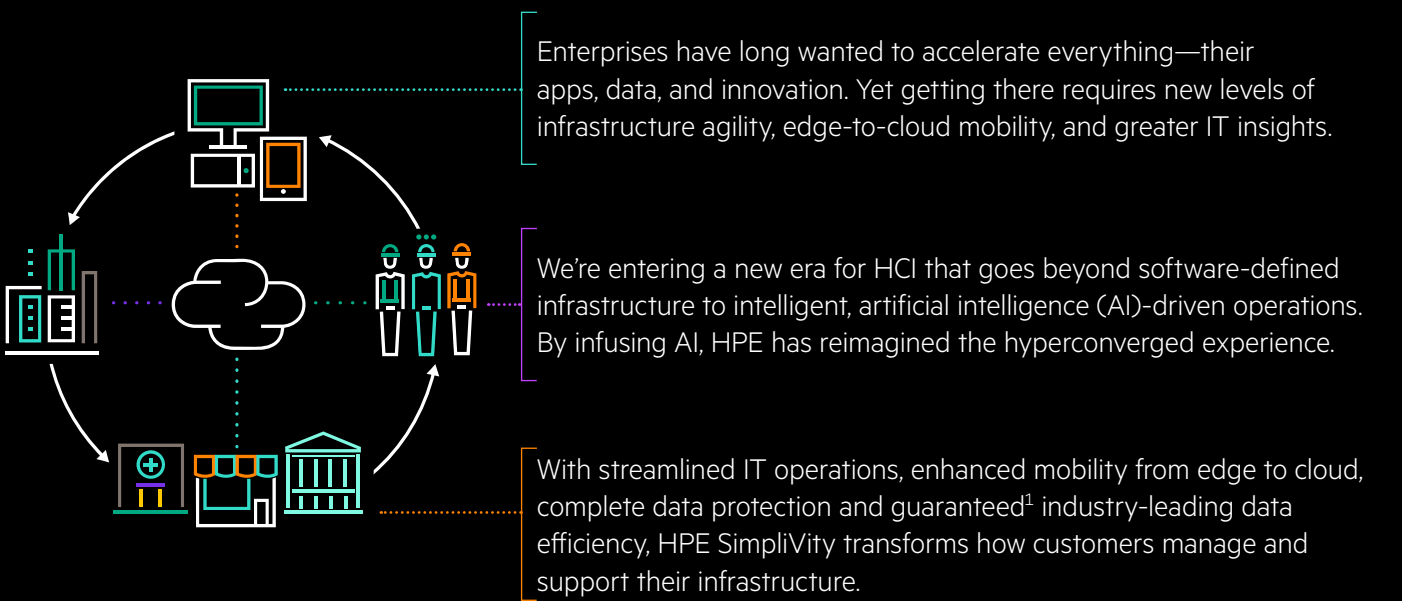 Enterprises have long wanted to accelerate everything—their
apps, data, and innovation. Yet getting there requires new levels of
infrastructure agility, edge-to-cloud mobility, and greater IT insights.
We’re entering a new era for HCI that goes beyond software-defined
infrastructure to intelligent, artificial intelligence (AI)-driven operations.
By infusing AI, HPE has reimagined the hyperconverged experience.
With streamlined IT operations, enhanced mobility from edge to cloud,
complete data protection and guaranteed¹ industry-leading data
efficiency, HPE SimpliVity transforms how customers manage and
support their infrastructure.